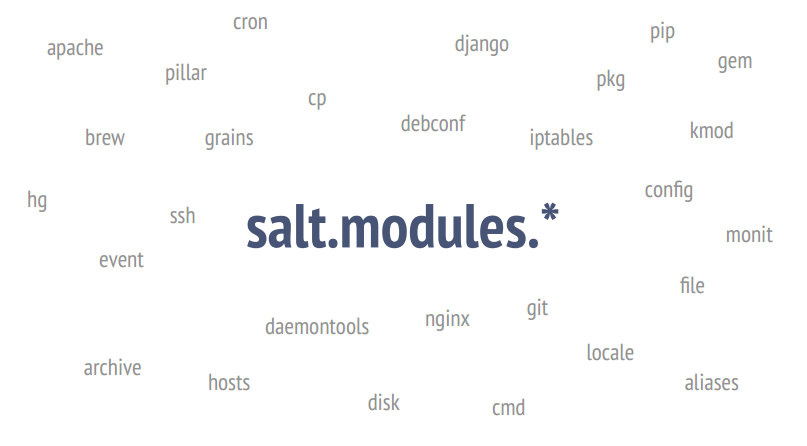 cron
pip
django
apache
gem
pillar
pkg
cp
debconf
kmod
brew
grains
iptables
config
hg
ssh
salt.modules.*
monit
event
file
git
nginx
daemontools
locale
archive
hosts
aliases
disk
cmd